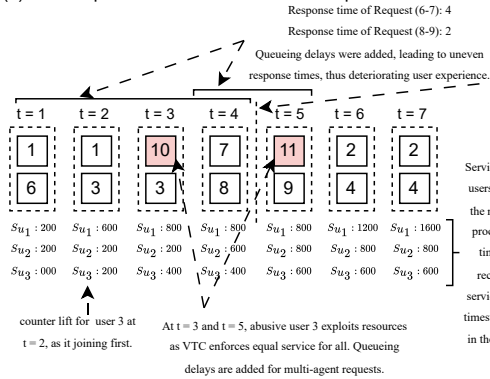 Response time of Request (6-7): 4
Response time of Request (8-9): 2
Queueing delays were added, leading to uneven
response times, thus deteriorating user experience.
t = 1 t = 2 t = 3 t = 4 t = 5 t = 6 t = 7
1 1 10 7 11 2 2
6 3 3 8 9 4 4
Su₁ : 200 Su₁ : 600 Su₁ : 800 Su₁ : 800 Su₁ : 800 Su₁ : 1200 Su₁ : 1600
Su₂ : 200 Su₂ : 200 Su₂ : 200 Su₂ : 600 Su₂ : 800 Su₂ : 800 Su₂ : 800
Su₃ : 000 Su₃ : 200 Su₃ : 400 Su₃ : 400 Su₃ : 600 Su₃ : 600 Su₃ : 600
counter lift for user 3 at
t = 2, as it joining first.
At t = 3 and t = 5, abusive user 3 exploits resources
as VTC enforces equal service for all. Queueing
delays are added for multi-agent requests.
users
the
times
in